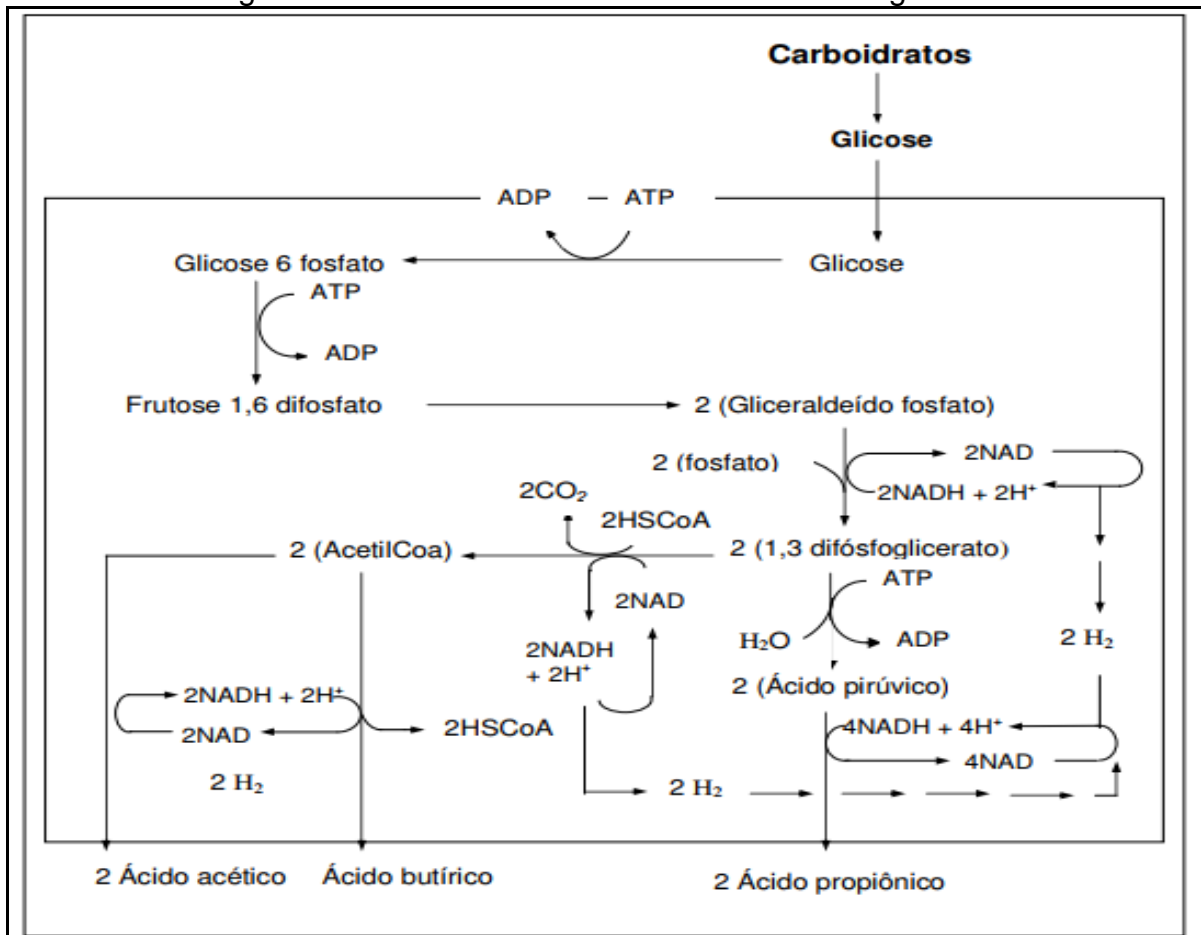 Carboidratos
Glicose
ADP – ATP
Glicose 6 fosfato
Glicose
ATP
ADP
Frutose 1,6 difosfato
2 (Gliceraldeído fosfato)
2 (fosfato)
2NAD
2NADH + 2H⁺
2CO₂
2HSCoA
2 (AcetilCoa)
2 (1,3 difósfoglicerato)
2NAD
ATP
H₂O
ADP
2 H₂
2NADH
+ 2H⁺
2 (Ácido pirúvico)
2NADH + 2H⁺
2NAD
2HSCoA
4NADH + 4H⁺
4NAD
2 H₂
2 H₂
2 Ácido acético
Ácido butírico
2 Ácido propiônico